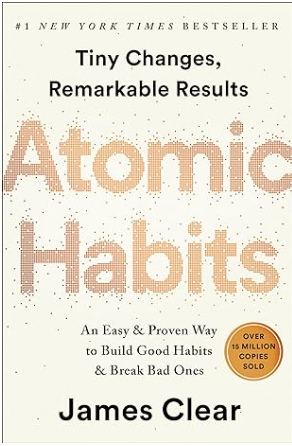 #1 NEW YORK TIMES BESTSELLER
Tiny Changes,
Remarkable Results
Atomic
Habits
An Easy & Proven Way
to Build Good Habits
& Break Bad Ones
OVER
15 MILLION
COPIES
SOLD
James Clear